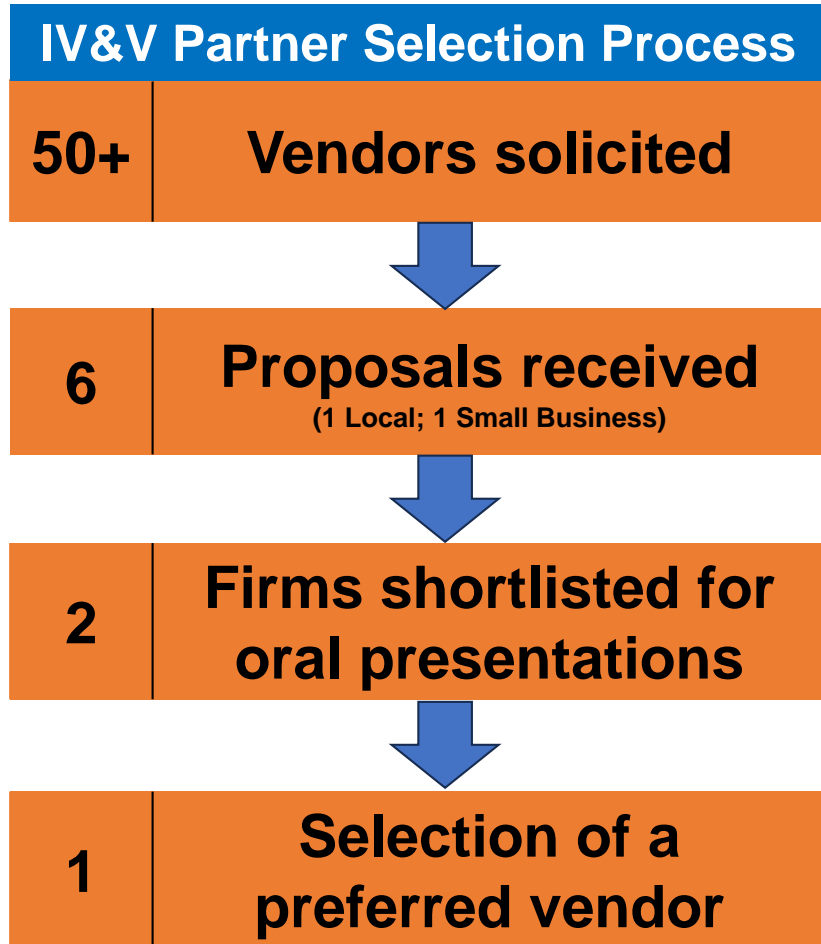 IV&V Partner Selection Process
50+ Vendors solicited
6 Proposals received
(1 Local; 1 Small Business)
2 Firms shortlisted for
oral presentations
1 Selection of a
preferred vendor